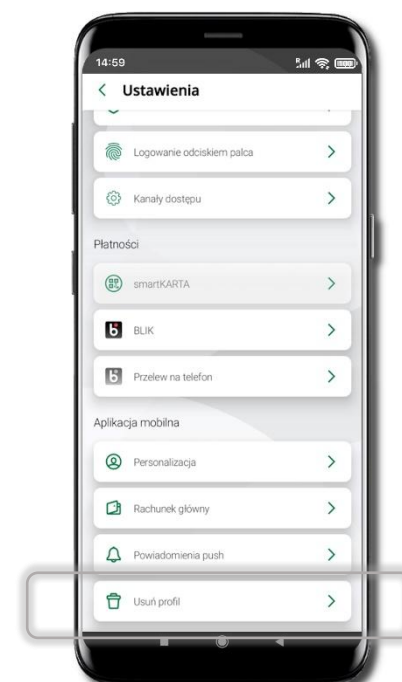 14:59
Ustawienia
Logowanie odciskiem palca
Kanały dostępu
Płatności
smartKARTA
BLIK
Przelew na telefon
Aplikacja mobilna
Personalizacja
Rachunek główny
Powiadomienia push
Usuń profil